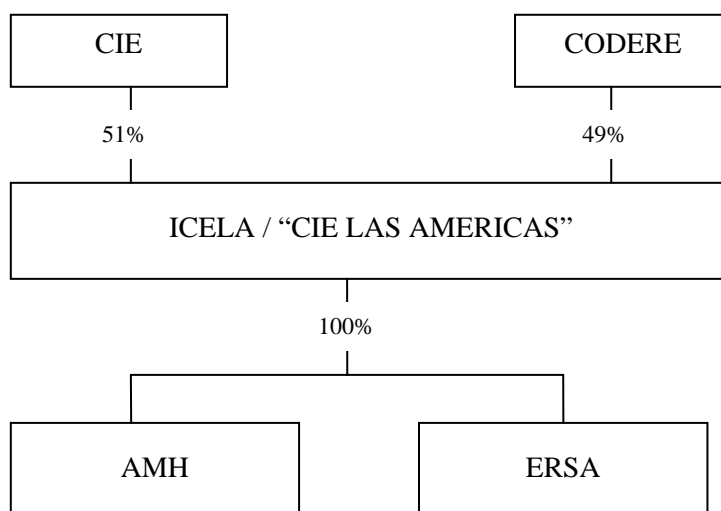 CIE
CODERE
51%
49%
ICELA / “CIE LAS AMERICAS”
100%
AMH
ERSA